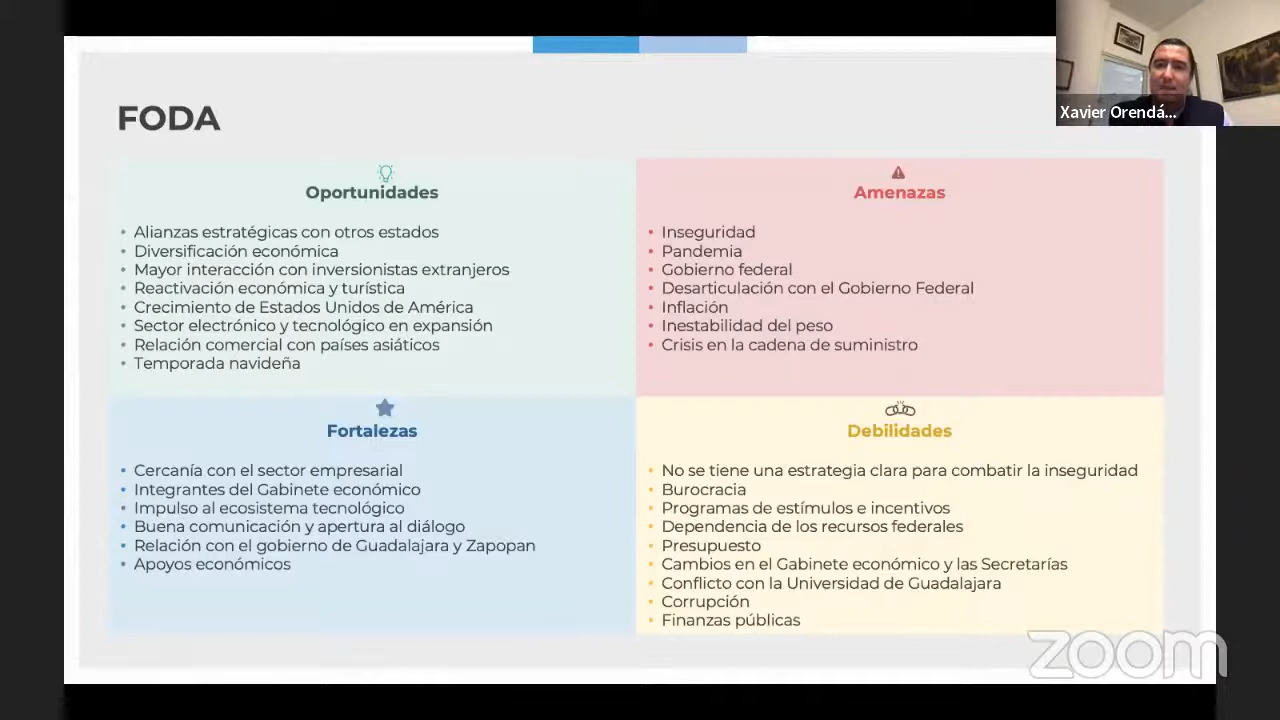 Xavier Orendá...
FODA
Oportunidades
Alianzas estratégicas con otros estados
Diversificación económica
Mayor interacción con inversionistas extranjeros
Reactivación económica y turística
Crecimiento de Estados Unidos de América
Sector electrónico y tecnológico en expansión
Relación comercial con países asiáticos
Temporada navideña
Amenazas
Inseguridad
Pandemia
Gobierno federal
Desarticulación con el Gobierno Federal
Inflación
Inestabilidad del peso
Crisis en la cadena de suministro
Fortalezas
Cercanía con el sector empresarial
Integrantes del Gabinete económico
Impulso al ecosistema tecnológico
Buena comunicación y apertura al diálogo
Relación con el gobierno de Guadalajara y Zapopan
Apoyos económicos
Debilidades
No se tiene una estrategia clara para combatir la inseguridad
Burocracia
Programas de estímulos e incentivos
Dependencia de los recursos federales
Presupuesto
Cambios en el Gabinete económico y las Secretarías
Conflicto con la Universidad de Guadalajara
Corrupción
Finanzas públicas
zoom